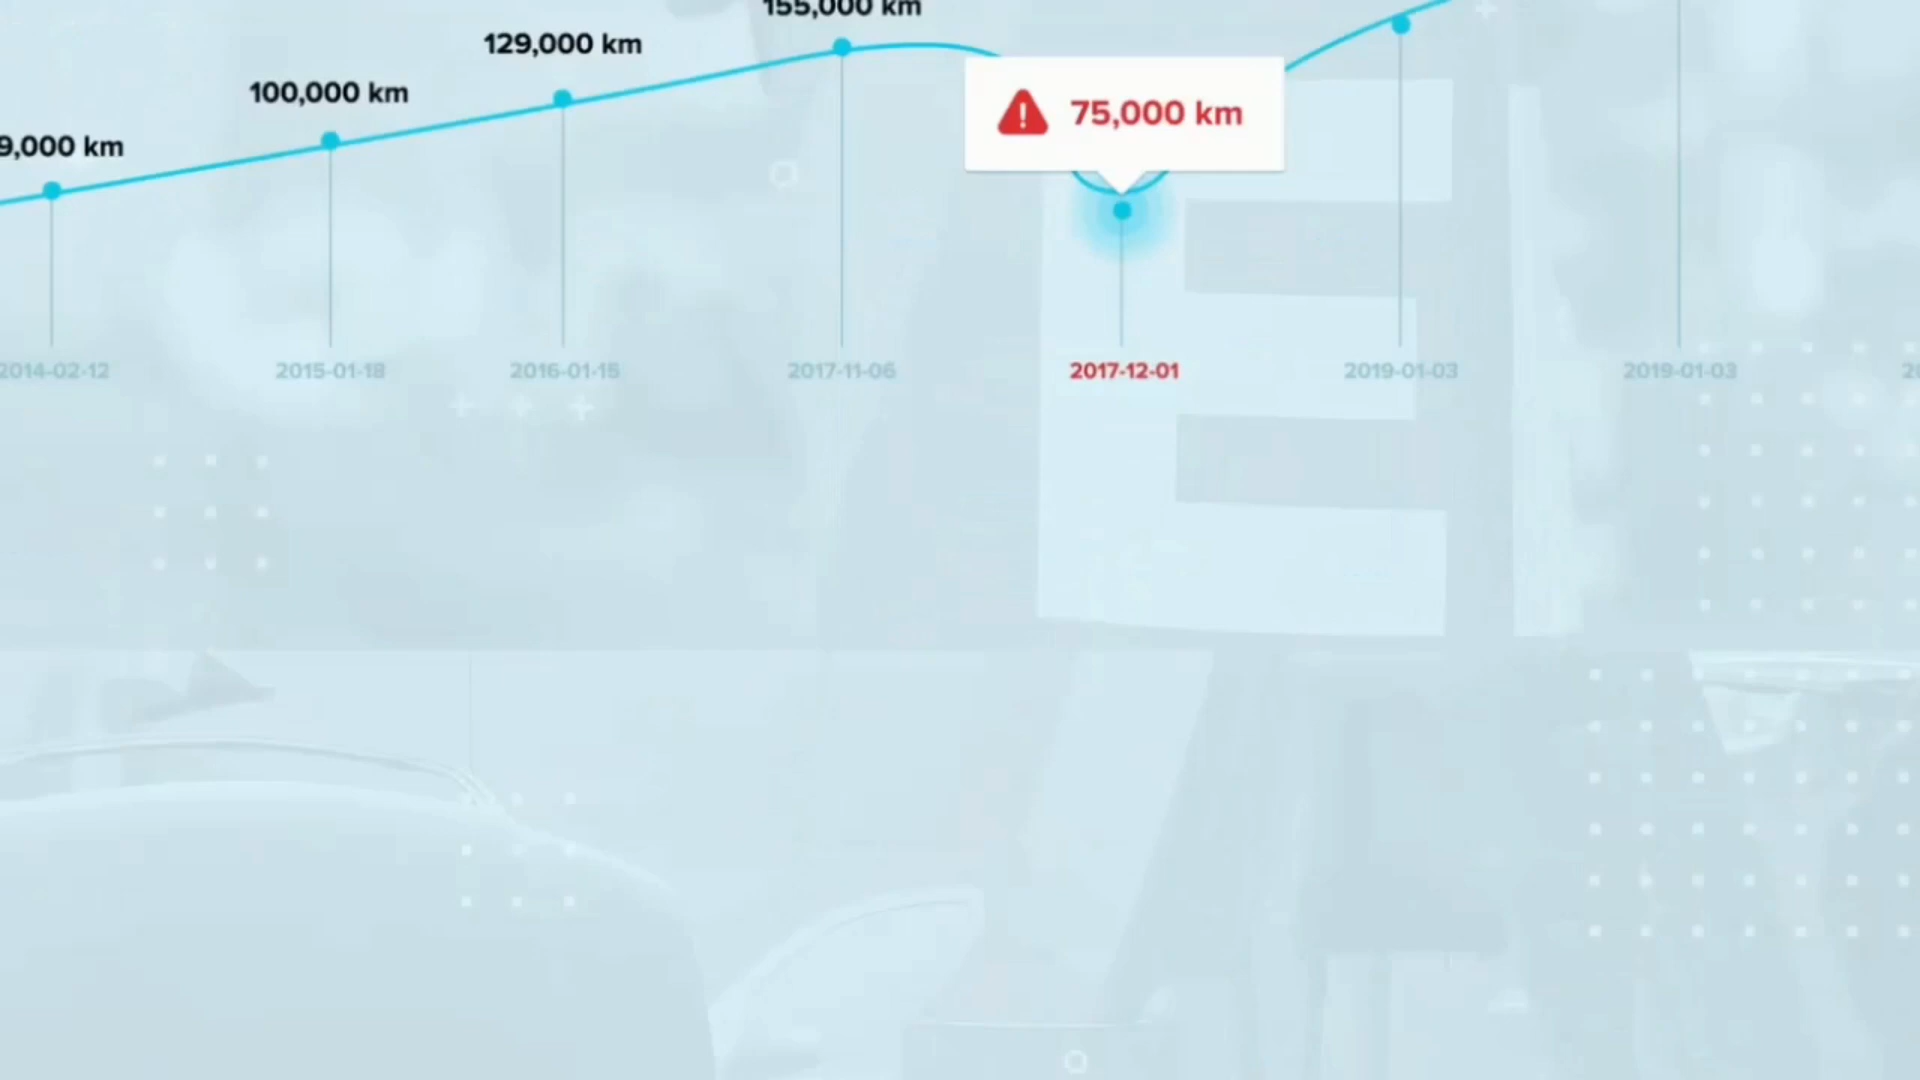 155,000 km
129,000 km
100,000 km
75,000 km
9,000 km
2014-02-12
2015-01-18
2016-01-15
2017-11-06
2017-12-01
2019-01-03
2019-01-03
E